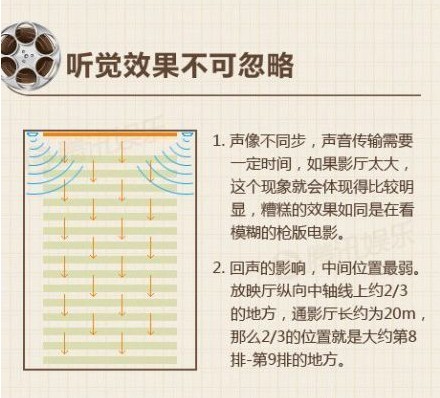 听觉效果不可忽略
1. 声像不同步，声音传输需要
一定时间，如果影厅太大，
这个现象就会体现得比较明
显，糟糕的效果如同是在看
模糊的枪版电影。
2. 回声的影响，中间位置最弱。
放映厅纵向中轴线上约2/3
的地方，通影厅长约为20m，
那么2/3的位置就是大约第8
排-第9排的地方。